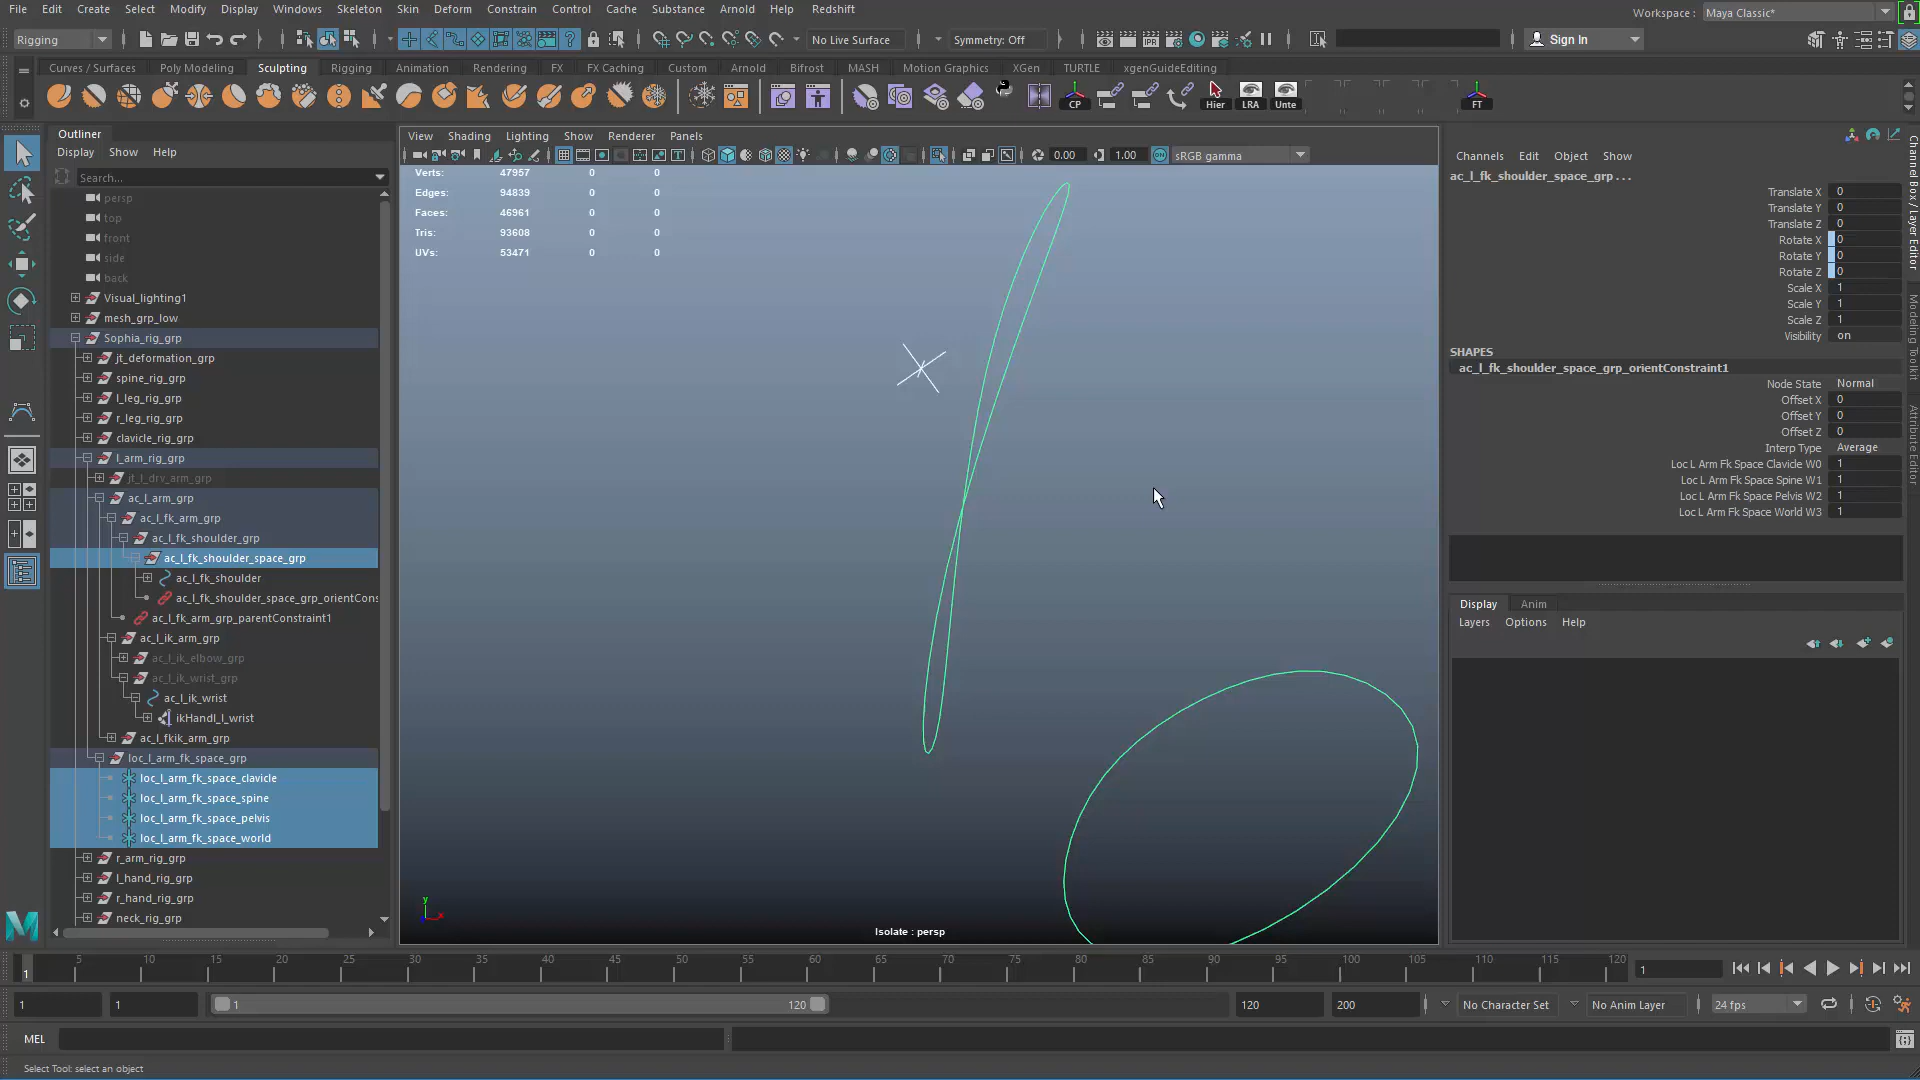 File Edit Create Select Modify Display Windows Skeleton Skin Deform Constrain Control Cache Substance Arnold Help Redshift
Workspace : Maya Classic*
Rigging
No Live Surface
Symmetry: Off
Sign In
Curves / Surfaces Poly Modeling Sculpting Rigging Animation Rendering FX FX Caching Custom Arnold Bifrost MASH Motion Graphics XGen TURTLE xgenGuideEditing
IPR
CP Hier LRA Unte FT
Outliner
Display Show Help
Search...
persp
top
front
side
back
Visual_lighting1
mesh_grp_low
Sophia_rig_grp
jt_deformation_grp
spine_rig_grp
l_leg_rig_grp
r_leg_rig_grp
clavicle_rig_grp
l_arm_rig_grp
jt_l_drv_arm_grp
ac_l_arm_grp
ac_l_fk_arm_grp
ac_l_fk_shoulder_grp
ac_l_fk_shoulder_space_grp
ac_l_fk_shoulder
ac_l_fk_shoulder_space_grp_orientCons
ac_l_fk_arm_grp_parentConstraint1
ac_l_ik_arm_grp
ac_l_ik_elbow_grp
ac_l_ik_wrist_grp
ac_l_ik_wrist
ikHandl_l_wrist
ac_l_fkik_arm_grp
loc_l_arm_fk_space_grp
loc_l_arm_fk_space_clavicle
loc_l_arm_fk_space_spine
loc_l_arm_fk_space_pelvis
loc_l_arm_fk_space_world
r_arm_rig_grp
l_hand_rig_grp
r_hand_rig_grp
neck_rig_grp
View Shading Lighting Show Renderer Panels
0.00 1.00 sRGB gamma
Verts: 47957 0 0
Edges: 94839 0 0
Faces: 46961 0 0
Tris: 93608 0 0
UVs: 53471 0 0
y
x
Isolate : persp
Channels Edit Object Show
ac_l_fk_shoulder_space_grp . . .
Translate X 0
Translate Y 0
Translate Z 0
Rotate X 0
Rotate Y 0
Rotate Z 0
Scale X 1
Scale Y 1
Scale Z 1
Visibility on
SHAPES
ac_l_fk_shoulder_space_grp_orientConstraint1
Node State Normal
Offset X 0
Offset Y 0
Offset Z 0
Interp Type Average
Loc L Arm Fk Space Clavicle W0 1
Loc L Arm Fk Space Spine W1 1
Loc L Arm Fk Space Pelvis W2 1
Loc L Arm Fk Space World W3 1
Display Anim
Layers Options Help
Channel Box / Layer Editor
Modeling Toolkit
Attribute Editor
5 10 15 20 25 30 35 40 45 50 55 60 65 70 75 80 85 90 95 100 105 110 115 120
1
1
1 1 1 120 120 200 No Character Set No Anim Layer 24 fps
MEL
Select Tool: select an object